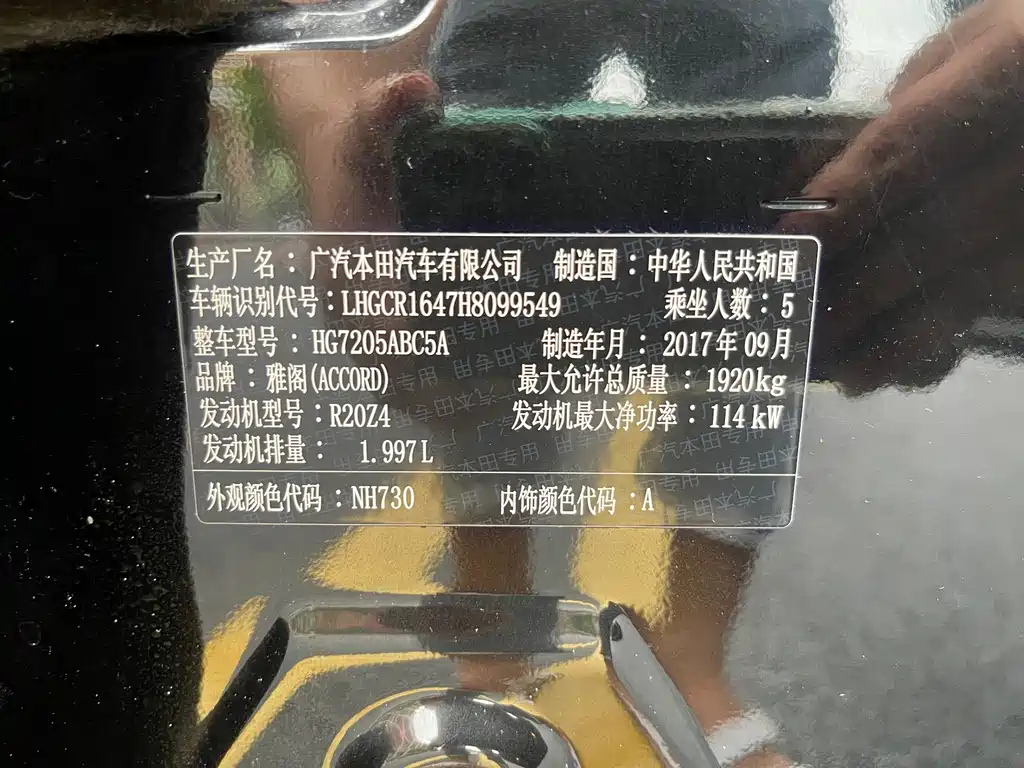 生产厂名：广汽本田汽车有限公司 制造国：中华人民共和国
车辆识别代号：LHGCR1647H8099549 乘坐人数：5
整车型号：HG7205ABC5A 制造年月：2017年09月
品牌：雅阁(ACCORD) 最大允许总质量：1920kg
发动机型号：R20Z4 发动机最大净功率：114kW
发动机排量：1.997L
外观颜色代码：NH730 内饰颜色代码：A